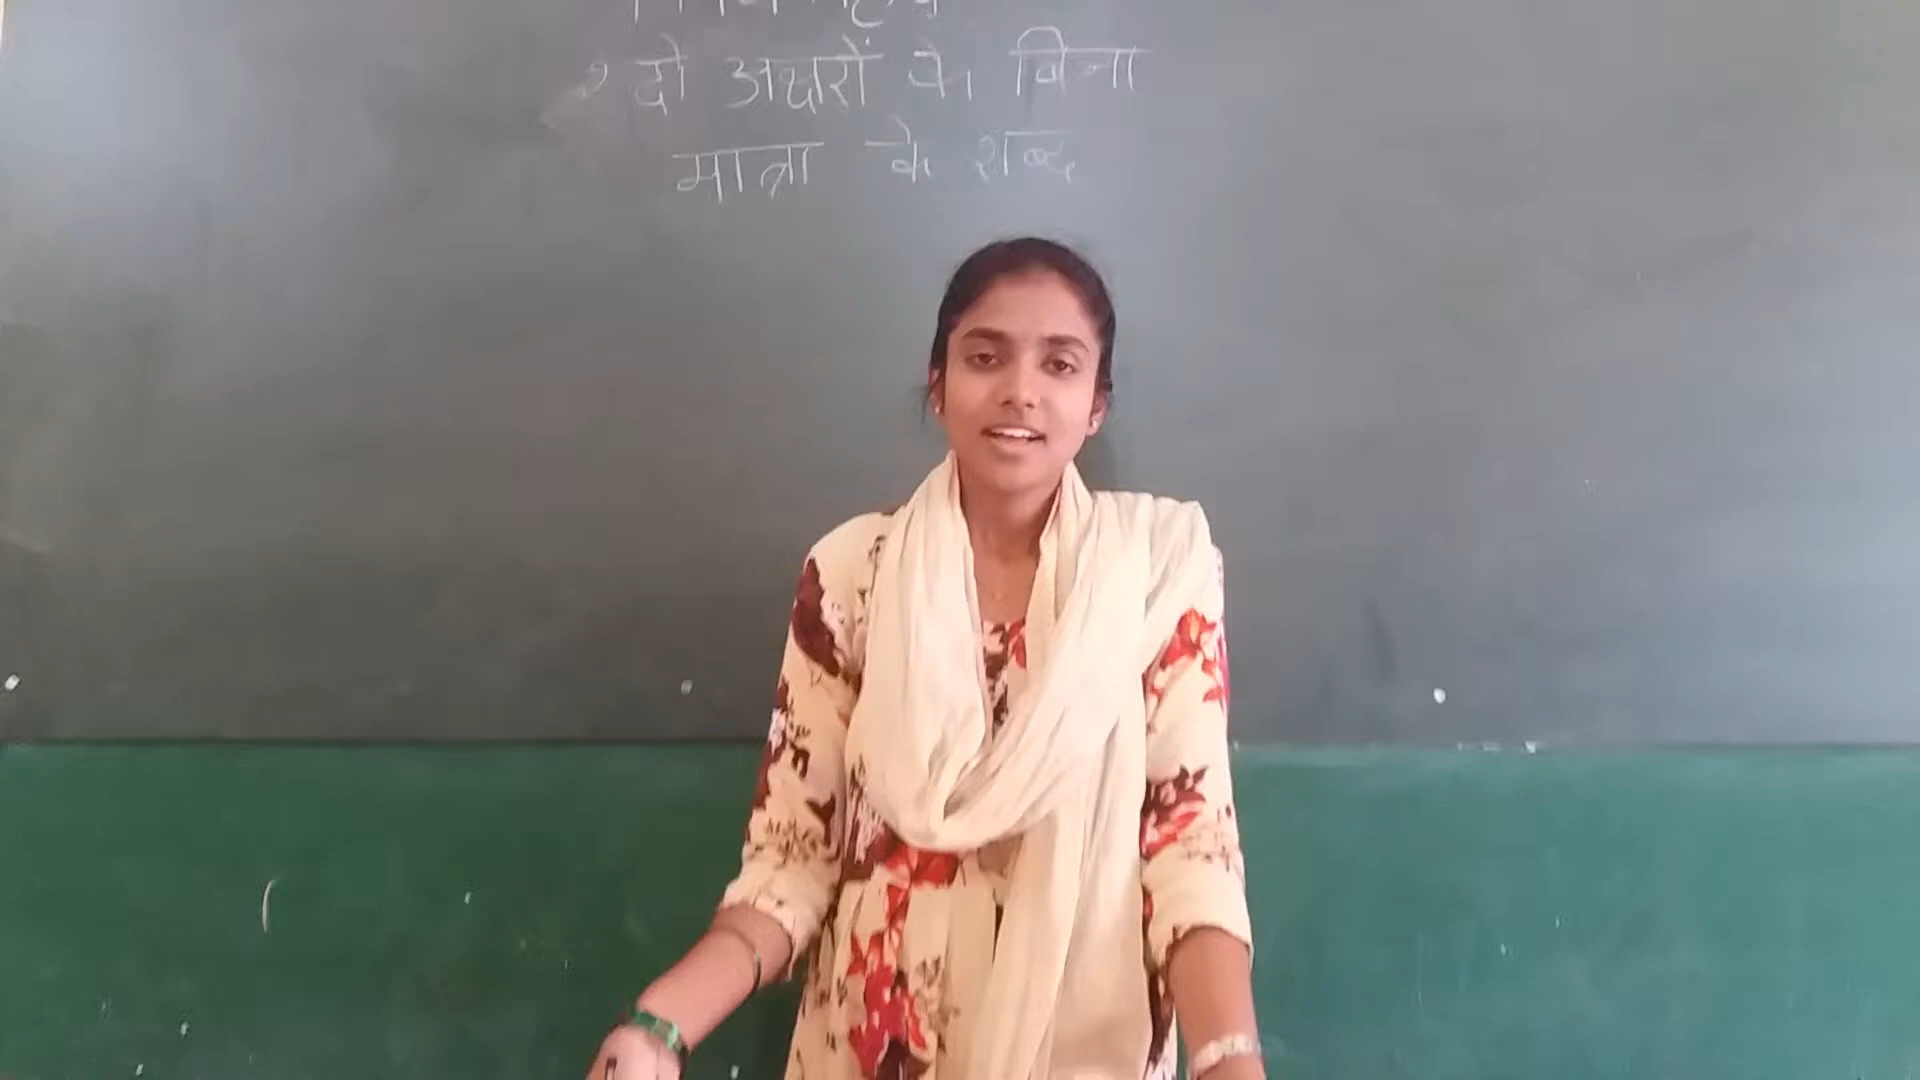 दो अक्षरों के बिना
मात्रा के शब्द